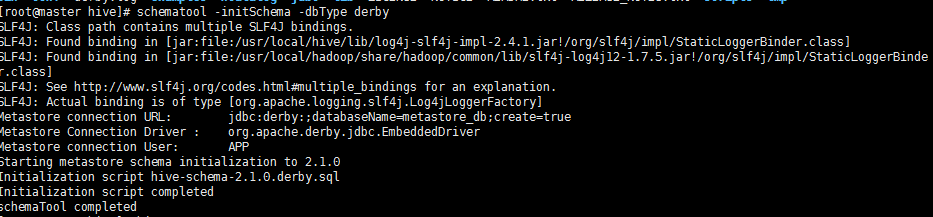 [root@master hive]# schematool -initSchema -dbType derby
SLF4J: Class path contains multiple SLF4J bindings.
SLF4J: Found binding in [jar:file:/usr/local/hive/lib/log4j-slf4j-impl-2.4.1.jar!/org/slf4j/impl/StaticLoggerBinder.class]
SLF4J: Found binding in [jar:file:/usr/local/hadoop/share/hadoop/common/lib/slf4j-log4j12-1.7.5.jar!/org/slf4j/impl/StaticLoggerBinde
r.class]
SLF4J: See http://www.slf4j.org/codes.html#multiple_bindings for an explanation.
SLF4J: Actual binding is of type [org.apache.logging.slf4j.Log4jLoggerFactory]
Metastore connection URL: jdbc:derby:;databaseName=metastore_db;create=true
Metastore Connection Driver : org.apache.derby.jdbc.EmbeddedDriver
Metastore connection User: APP
Starting metastore schema initialization to 2.1.0
Initialization script hive-schema-2.1.0.derby.sql
Initialization script completed
schemaTool completed